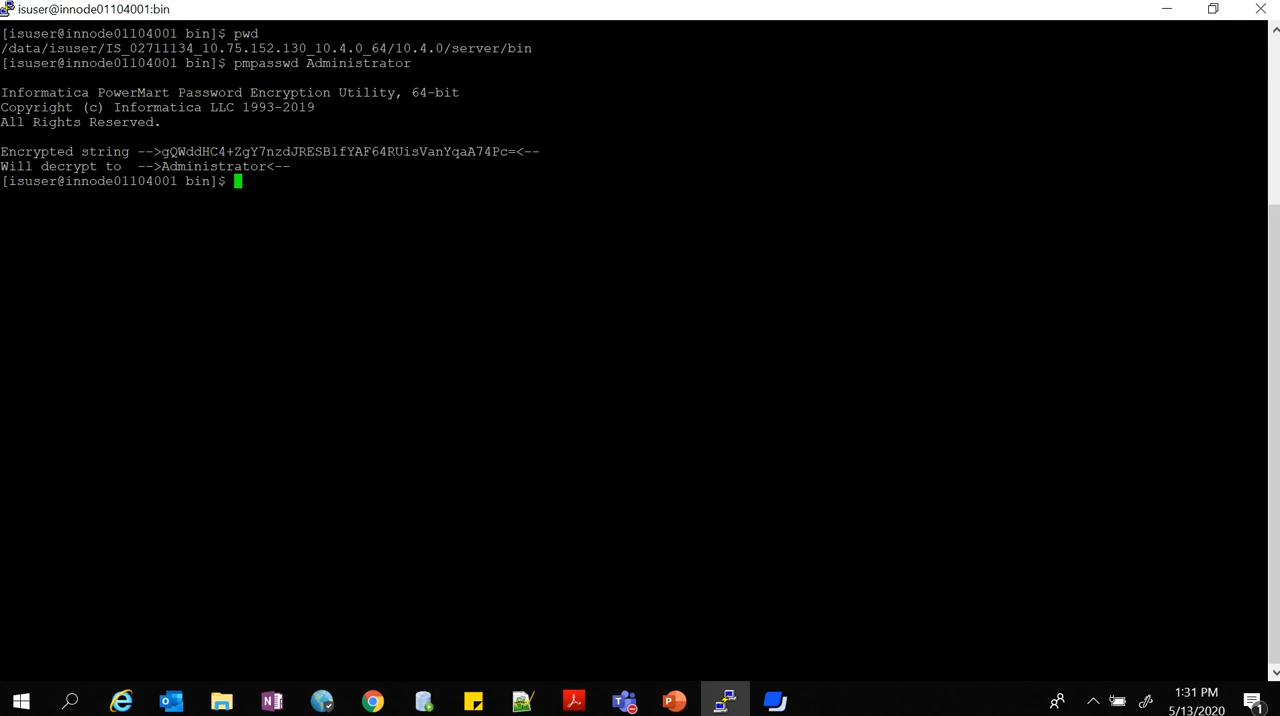 isuser@innode01104001:bin
[isuser@innode01104001 bin]$ pwd
/data/isuser/IS_02711134_10.75.152.130_10.4.0_64/10.4.0/server/bin
[isuser@innode01104001 bin]$ pmpasswd Administrator
Informatica PowerMart Password Encryption Utility, 64-bit
Copyright (c) Informatica LLC 1993-2019
All Rights Reserved.
Encrypted string -->gQWddHC4+ZgY7nzdJRESB1fYAF64RUisVanYqaA74Pc=<--
Will decrypt to  -->Administrator<--
[isuser@innode01104001 bin]$
1:31 PM
5/13/2020
1